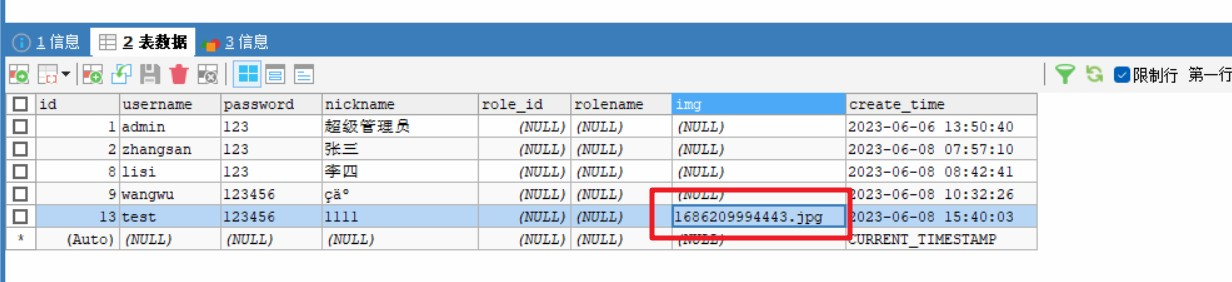 1 信息 2 表数据 3 信息
限制行 第一行
id username password nickname role_id rolename img create_time
1 admin 123 超级管理员 (NULL) (NULL) (NULL) 2023-06-06 13:50:40
2 zhangsan 123 张三 (NULL) (NULL) (NULL) 2023-06-08 07:57:10
8 lisi 123 李四 (NULL) (NULL) (NULL) 2023-06-08 08:42:41
9 wangwu 123456 çäº (NULL) (NULL) (NULL) 2023-06-08 10:32:26
13 test 123456 1111 (NULL) (NULL) 1686209994443.jpg 2023-06-08 15:40:03
* (Auto) (NULL) (NULL) (NULL) (NULL) (NULL) (NULL) CURRENT_TIMESTAMP